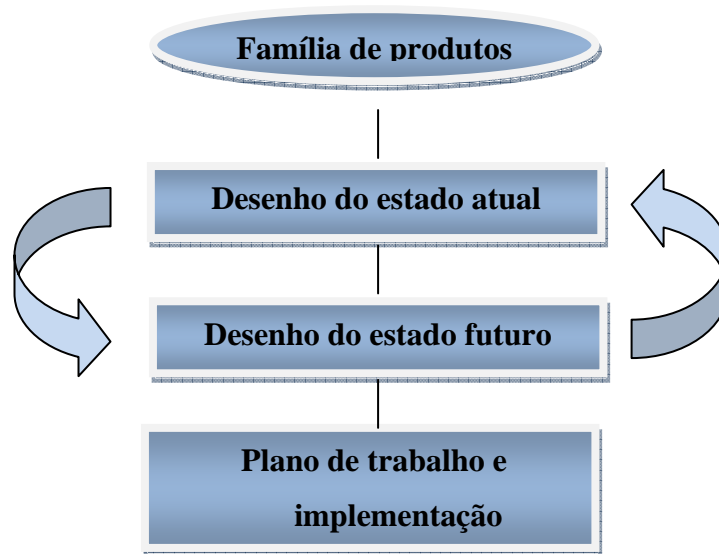 Família de produtos
Desenho do estado atual
Desenho do estado futuro
Plano de trabalho e
implementação